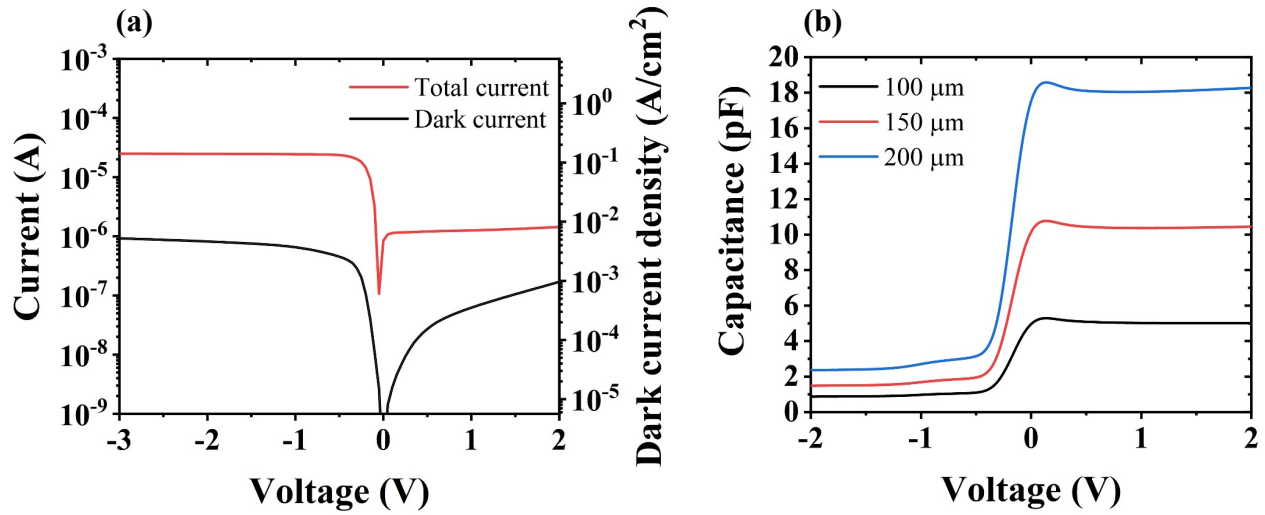 (a)
10⁻³
10⁻⁴
10⁻⁵
10⁻⁶
10⁻⁷
10⁻⁸
10⁻⁹
Current (A)
Total current
Dark current
10⁰
10⁻¹
10⁻²
10⁻³
10⁻⁴
10⁻⁵
Dark current density (A/cm²)
-3 -2 -1 0 1 2
Voltage (V)
(b)
20
18
16
14
12
10
8
6
4
2
0
Capacitance (pF)
100 μm
150 μm
200 μm
-2 -1 0 1 2
Voltage (V)